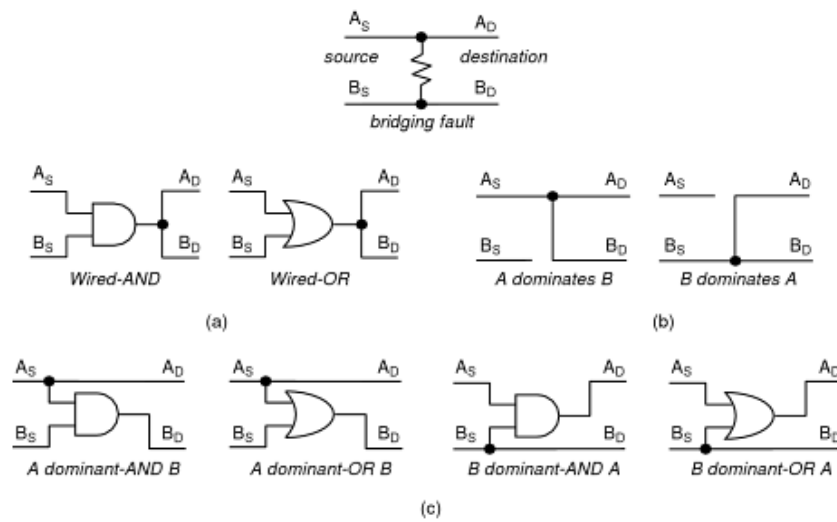 A_S A_D
source destination
B_S B_D
bridging fault
A_S A_D A_S A_D A_S A_D A_S A_D
B_S B_D B_S B_D B_S B_D B_S B_D
Wired-AND Wired-OR A dominates B B dominates A
(a) (b)
A_S A_D A_S A_D A_S A_D A_S A_D
B_S B_D B_S B_D B_S B_D B_S B_D
A dominant-AND B A dominant-OR B B dominant-AND A B dominant-OR A
(c)